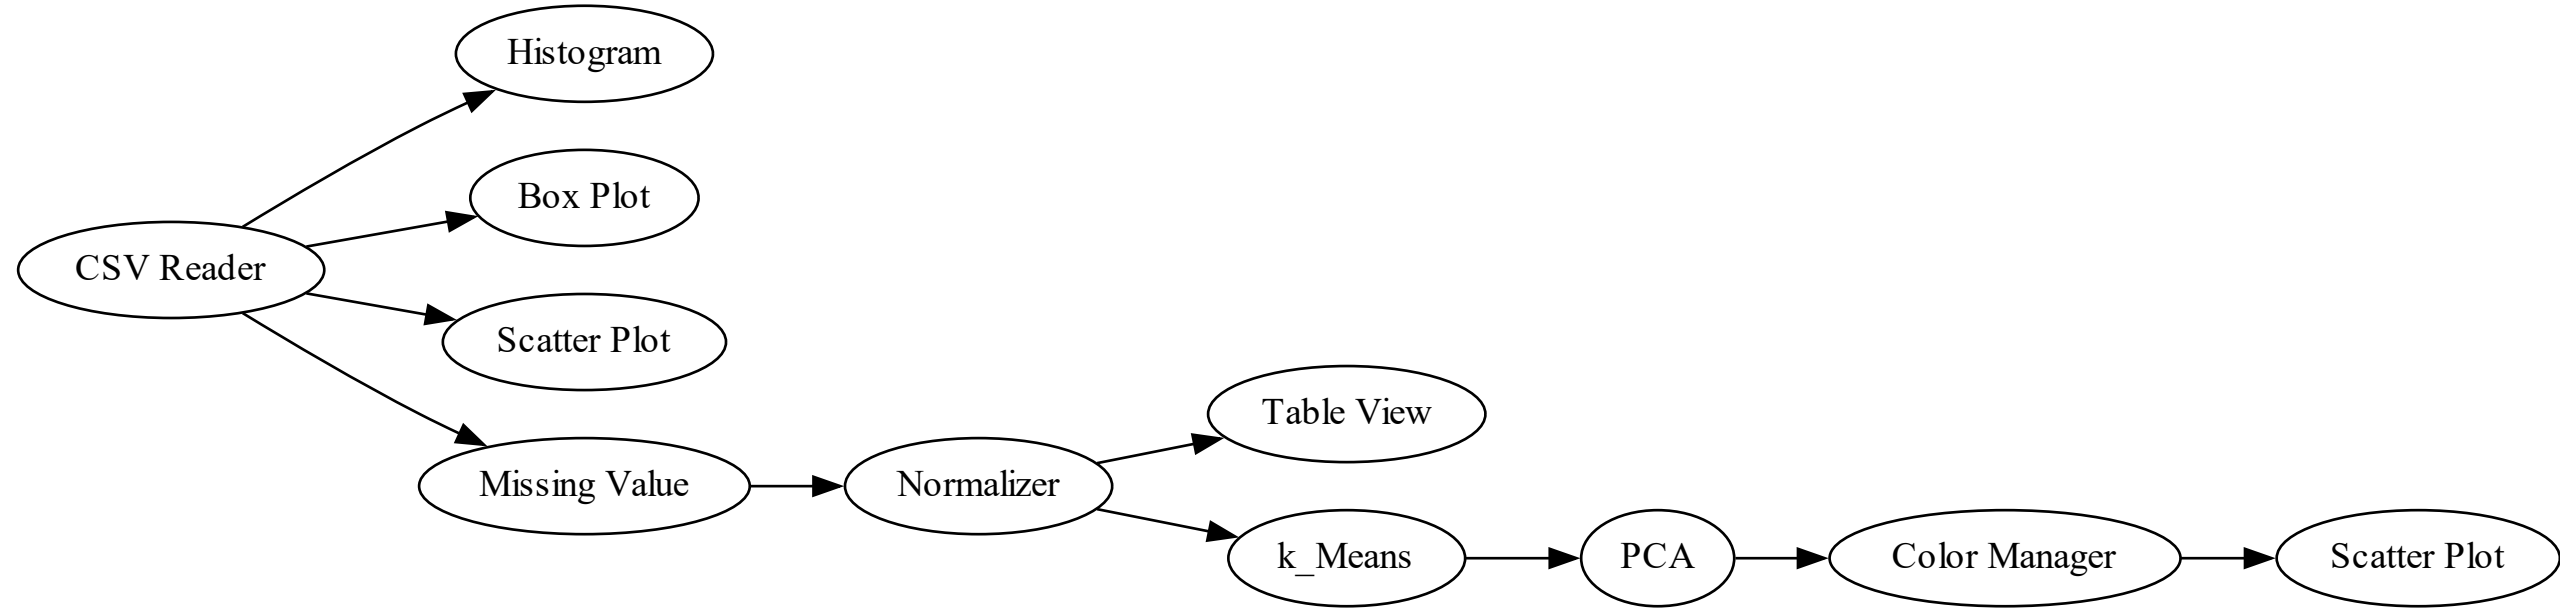 Histogram
Box Plot
CSV Reader
Scatter Plot
Table View
Missing Value
Normalizer
k_Means
PCA
Color Manager
Scatter Plot